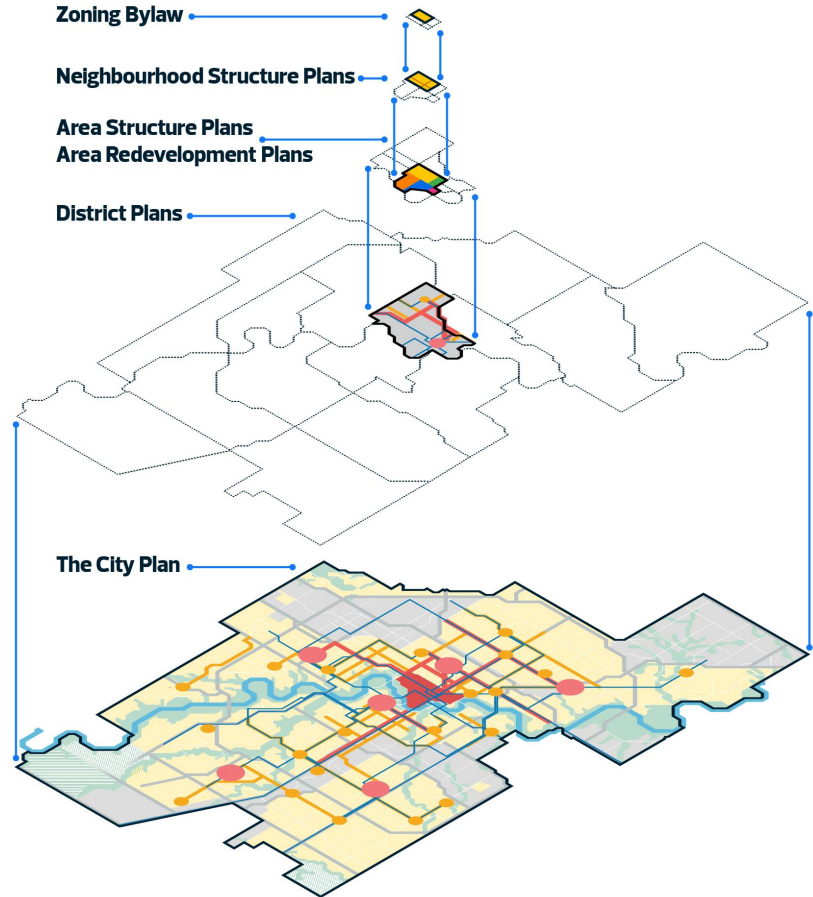 Zoning Bylaw
Neighbourhood Structure Plans
Area Structure Plans
Area Redevelopment Plans
District Plans
The City Plan